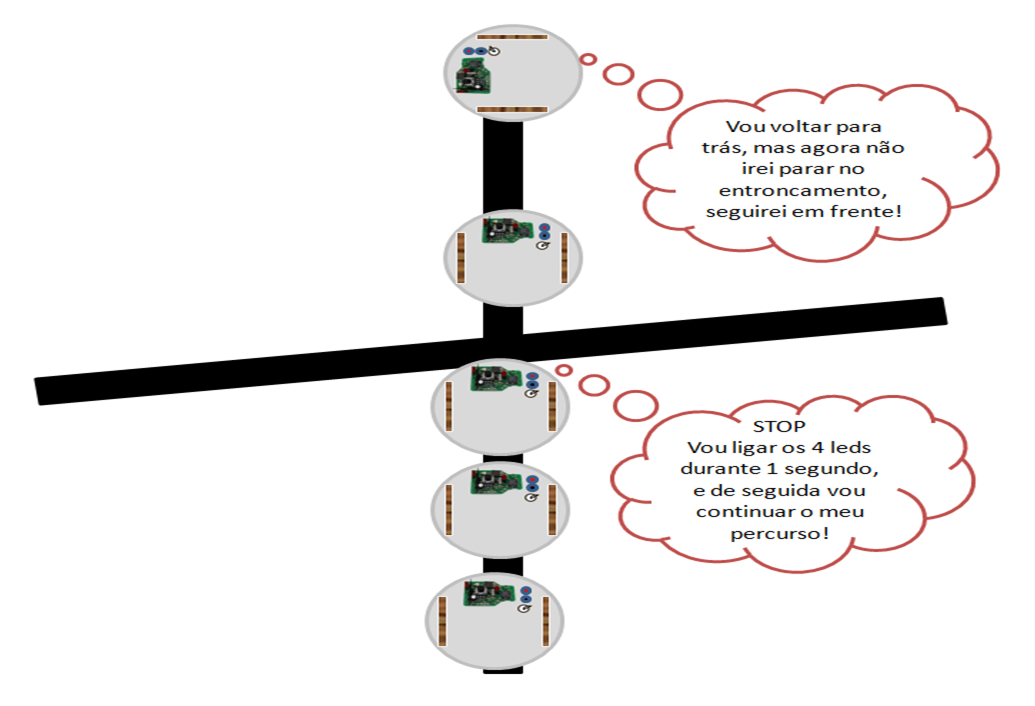 Vou voltar para
trás, mas agora não
irei parar no
entroncamento,
seguirei em frente!
STOP
Vou ligar os 4 leds
durante 1 segundo,
e de seguida vou
continuar o meu
percurso!